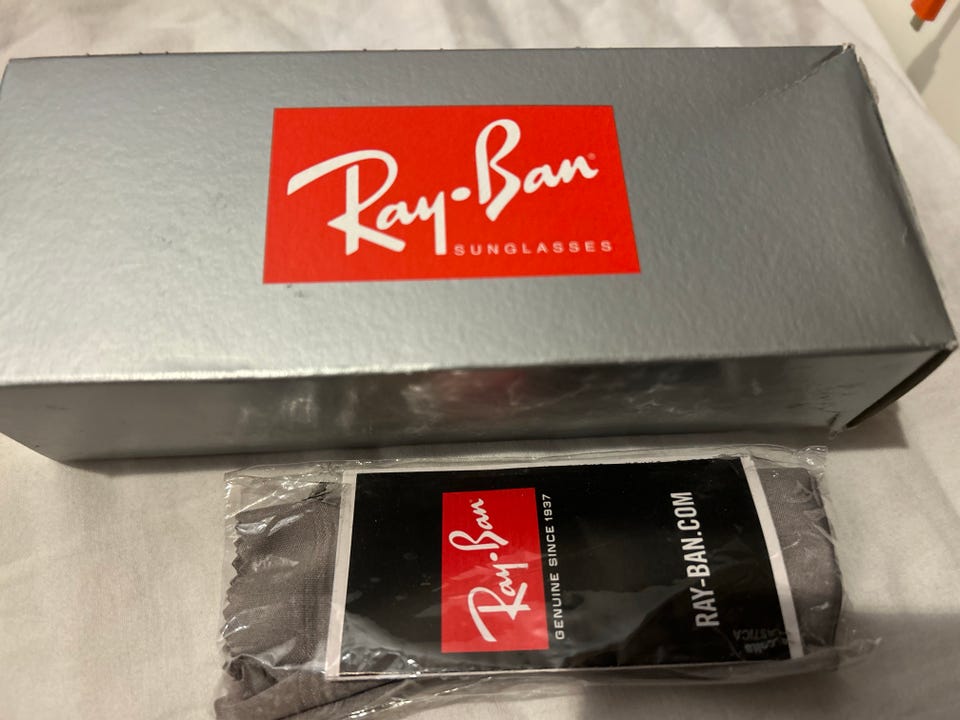 Ray-Ban
SUNGLASSES
Ray-Ban
GENUINE SINCE 1937
RAY-BAN.COM